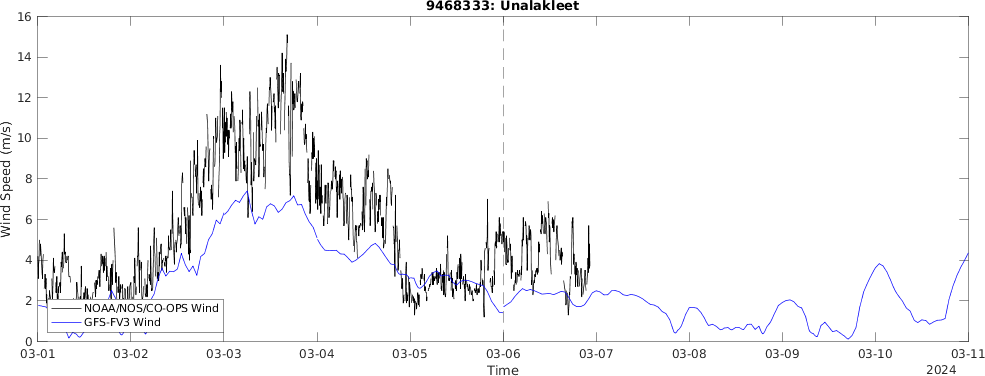 9468333: Unalakleet
16
14
12
10
8
6
4
2
0
Wind Speed (m/s)
NOAA/NOS/CO-OPS Wind
GFS-FV3 Wind
03-01 03-02 03-03 03-04 03-05 03-06 03-07 03-08 03-09 03-10 03-11
Time
2024